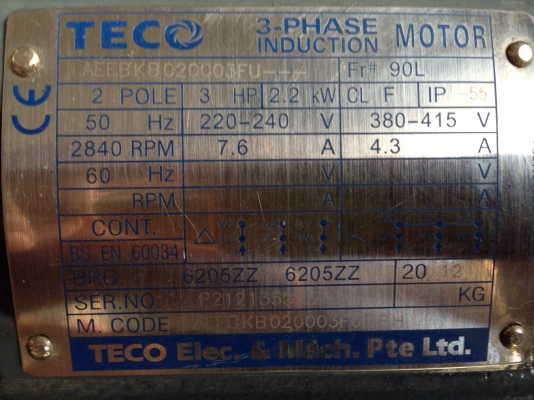 TECO 3-PHASE INDUCTION MOTOR
AEEBKB020003FU--- Fr# 90L
2 POLE 3 HP 2.2 kW CL F IP -55
50 Hz 220-240 V 380-415 V
2840 RPM 7.6 A 4.3 A
60 Hz V V
RPM A A
CONT.
BS EN 60034
BRG 6205ZZ 6205ZZ 20 12
SER.NO. KG
M. CODE
TECO Elec. & Mach. Pte Ltd.
CE